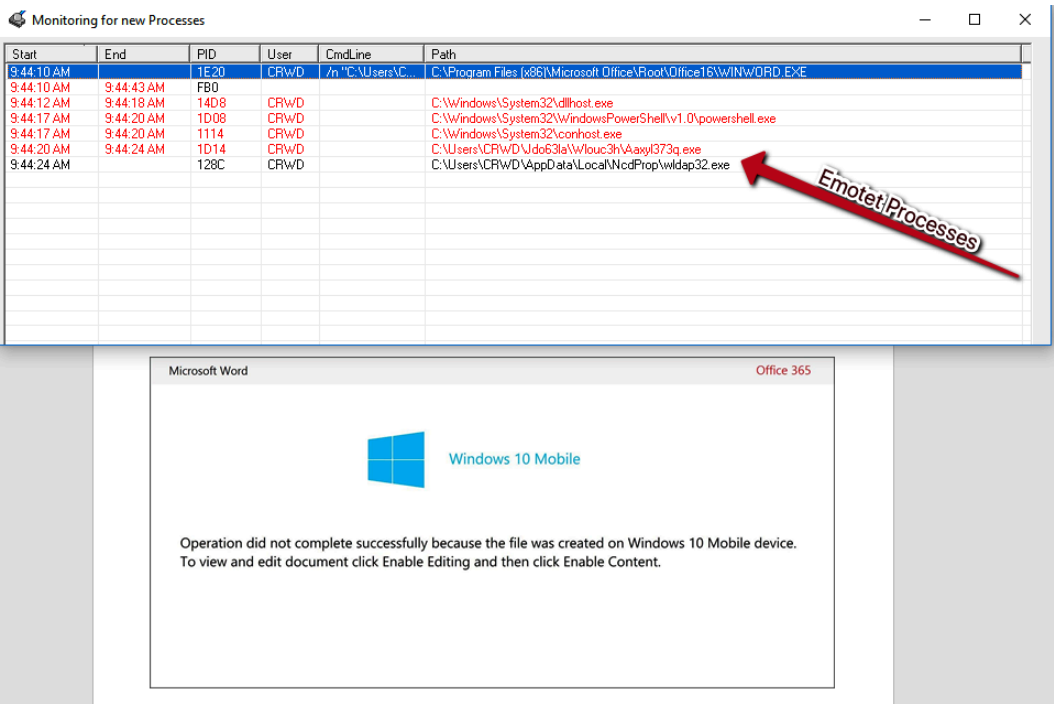 Monitoring for new Processes
Start End PID User CmdLine Path
9:44:10 AM 1E20 CRWD /n "C:\Users\C... C:\Program Files (x86)\Microsoft Office\Root\Office16\WINWORD.EXE
9:44:10 AM 9:44:43 AM FB0
9:44:12 AM 9:44:18 AM 14D8 CRWD C:\Windows\System32\dllhost.exe
9:44:17 AM 9:44:20 AM 1D08 CRWD C:\Windows\System32\WindowsPowerShell\v1.0\powershell.exe
9:44:17 AM 9:44:20 AM 1114 CRWD C:\Windows\System32\conhost.exe
9:44:20 AM 9:44:24 AM 1D14 CRWD C:\Users\CRWD\Jdo63la\Wlouc3h\Aaxyl373q.exe
9:44:24 AM 128C CRWD C:\Users\CRWD\AppData\Local\NcdProp\wldap32.exe
Emotet Processes
Microsoft Word Office 365
Windows 10 Mobile
Operation did not complete successfully because the file was created on Windows 10 Mobile device.
To view and edit document click Enable Editing and then click Enable Content.